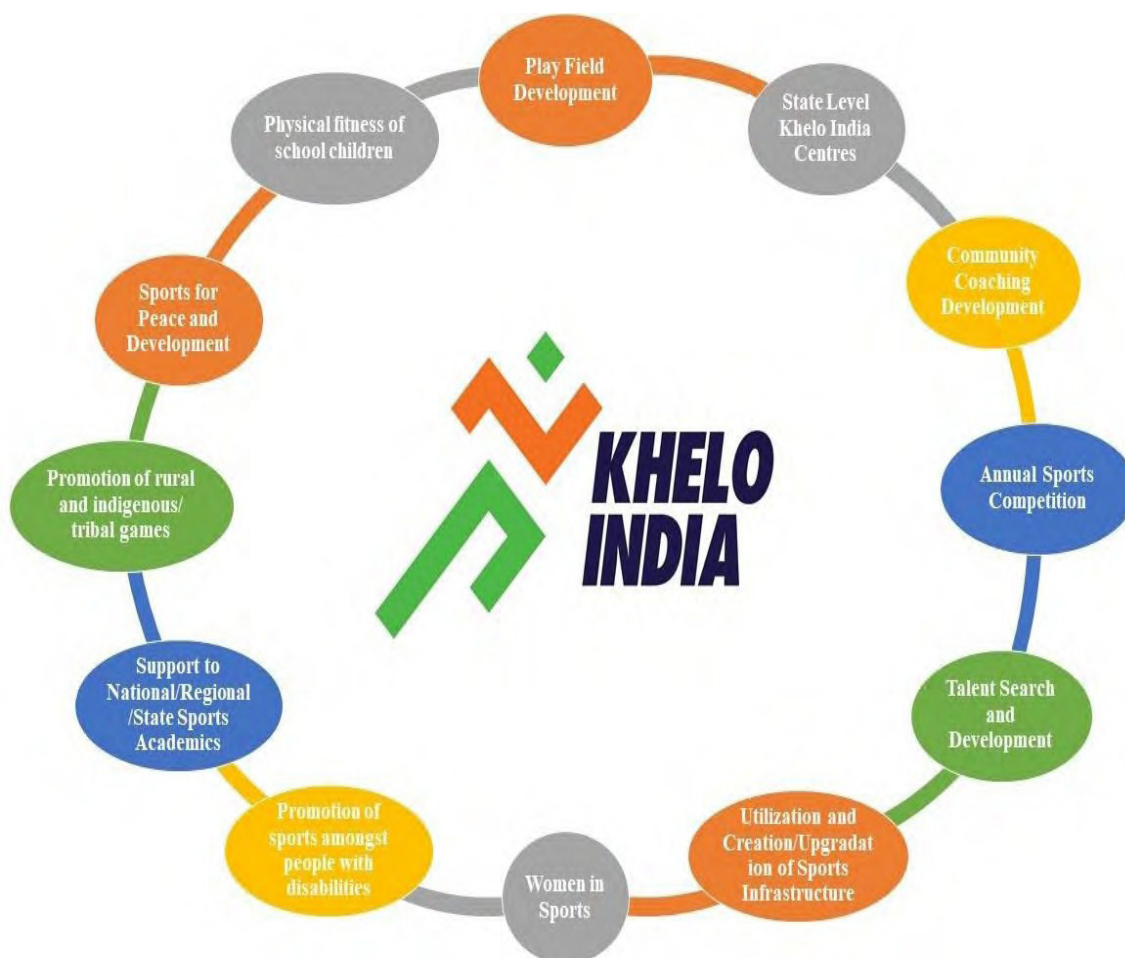 Play Field
Development
State Level
Khelo India
Centres
Community
Coaching
Development
Annual Sports
Competition
Talent Search
and
Development
Utilization and
Creation/Upgradat
ion of Sports
Infrastructure
Women in
Sports
Promotion of
sports amongst
people with
disabilities
Support to
National/Regional
/State Sports
Academics
Promotion of rural
and indigenous/
tribal games
Sports for
Peace and
Development
Physical fitness of
school children
KHELO
INDIA